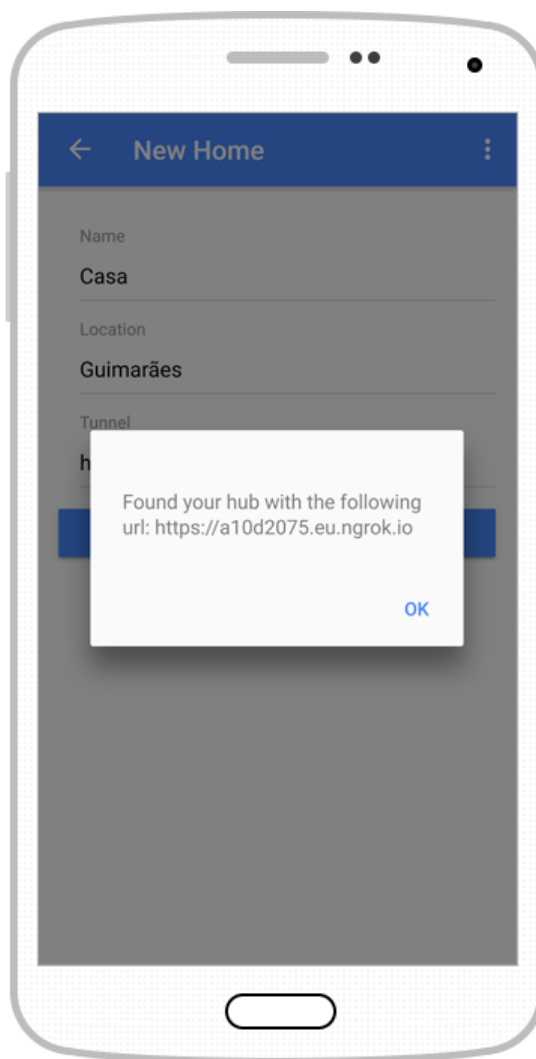 New Home
Name
Casa
Location
Guimarães
Tunnel
h
Found your hub with the following
url: https://a10d2075.eu.ngrok.io
OK